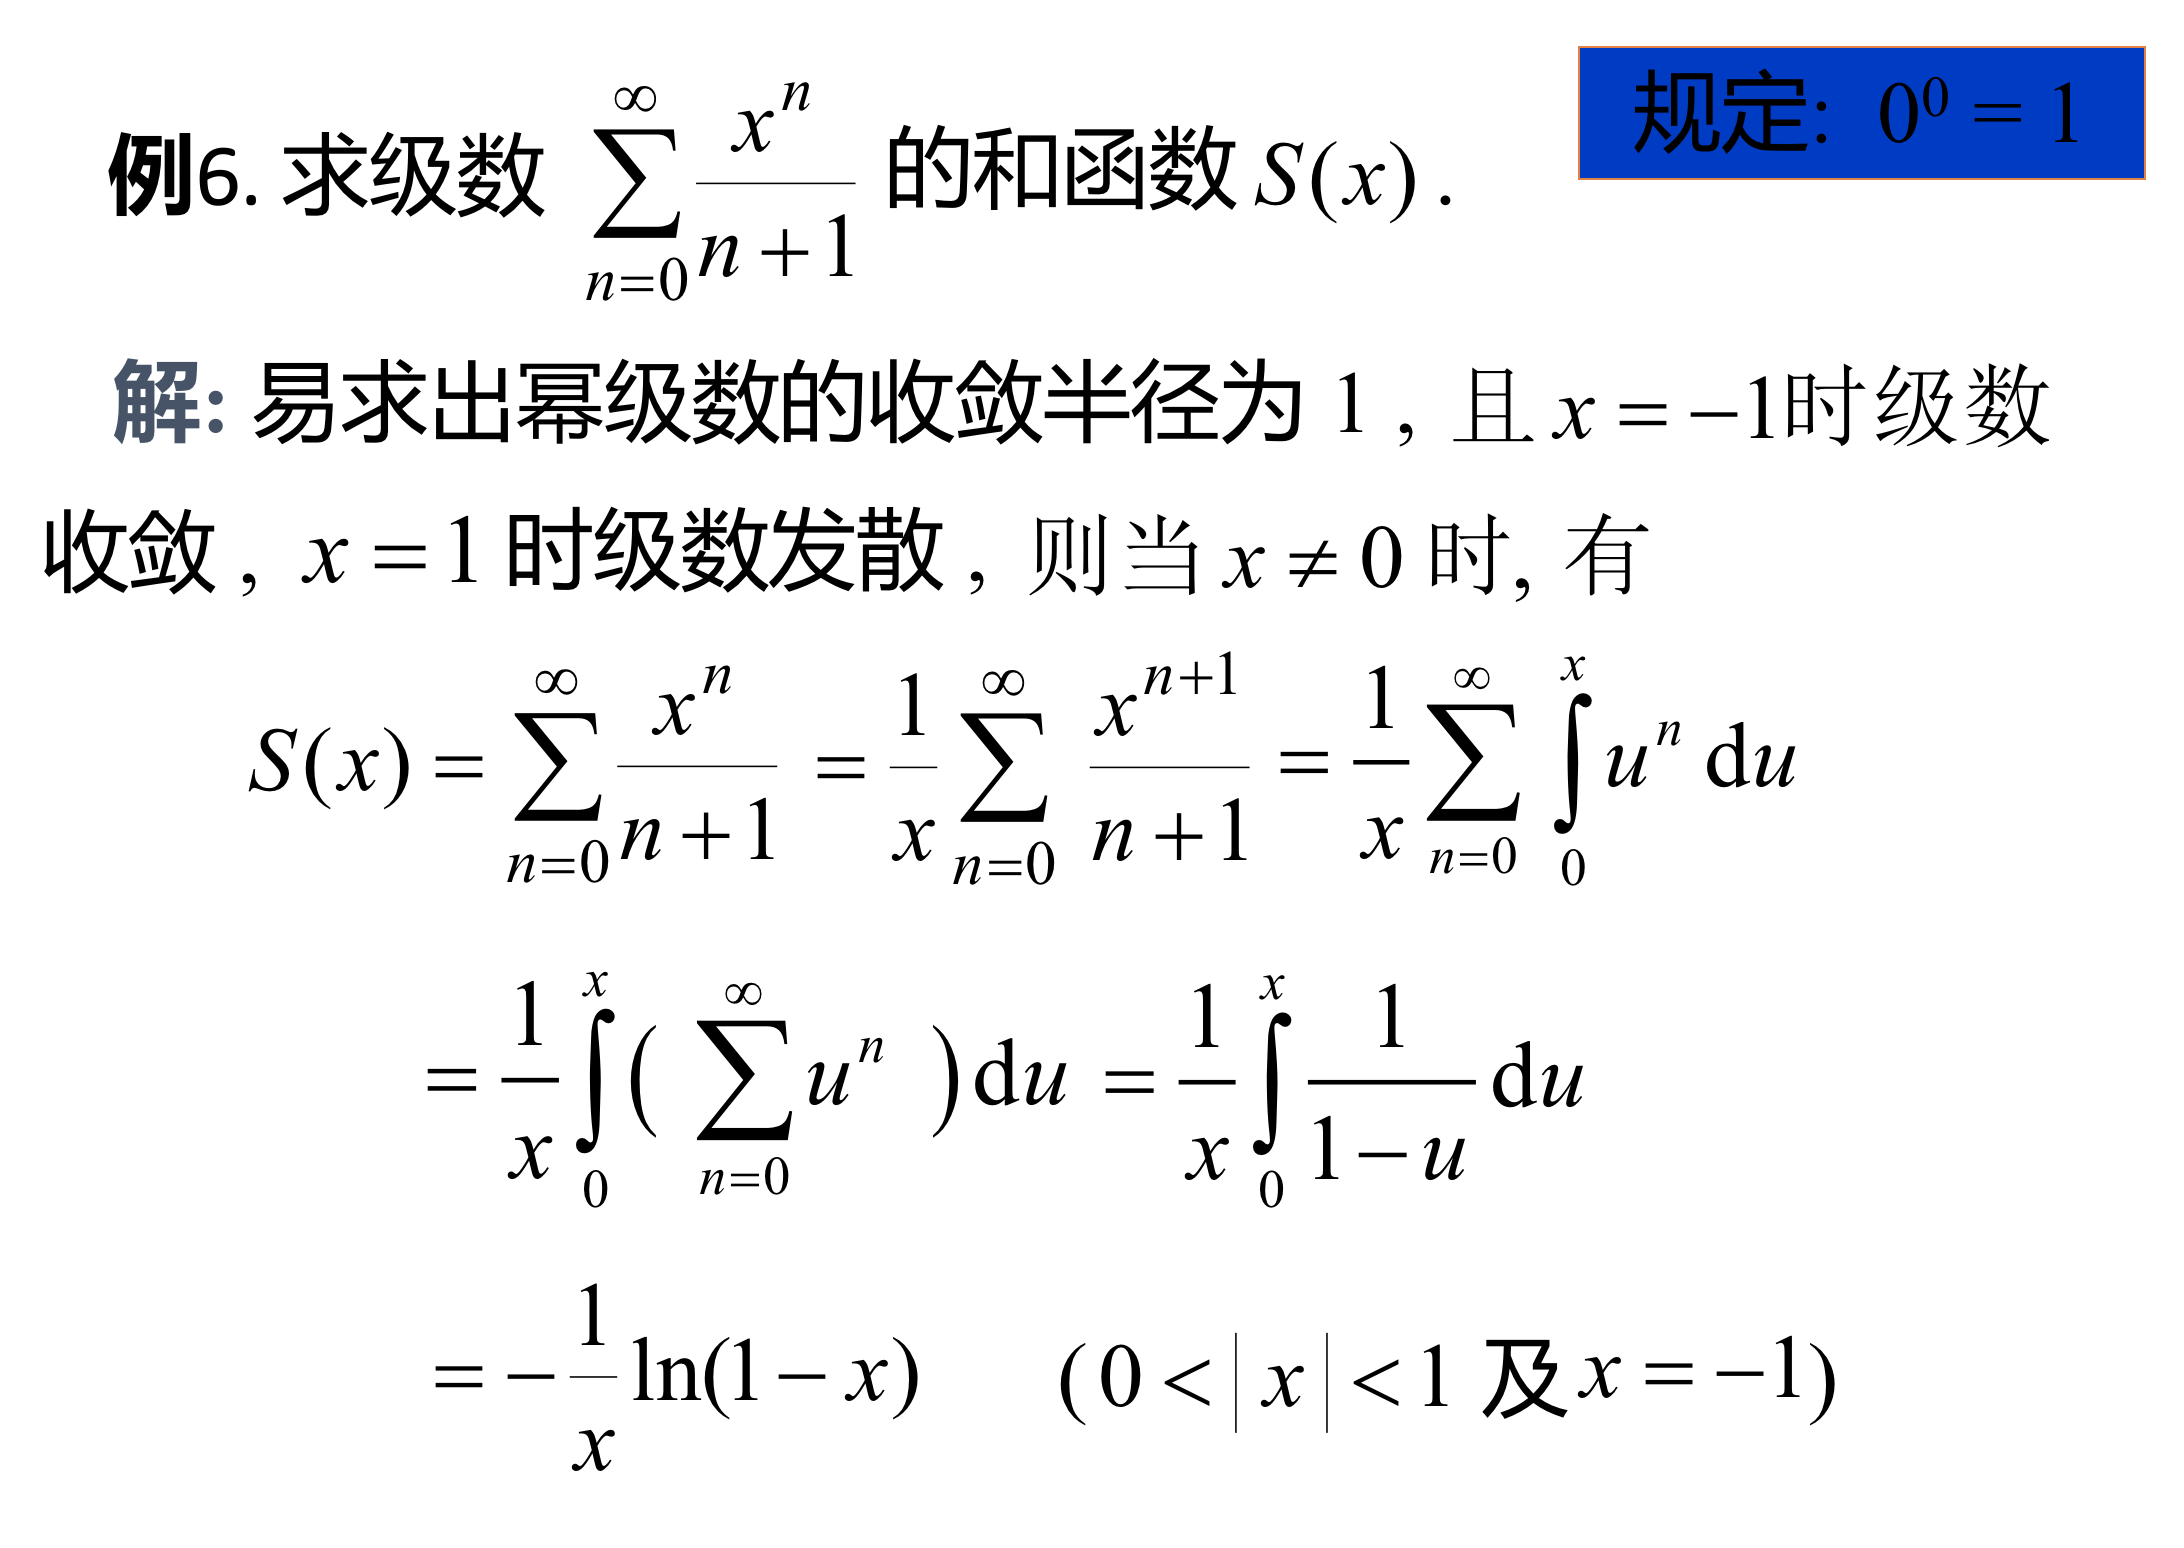 例6. 求级数 $\sum_{n=0}^{\infty} \frac{x^n}{n+1}$ 的和函数 $S(x)$ .
规定: $0^0 = 1$
解: 易求出幂级数的收敛半径为 1 , 且 $x = -1$时级数
收敛 , $x = 1$ 时级数发散 , 则当 $x \neq 0$ 时, 有
$S(x) = \sum_{n=0}^{\infty} \frac{x^n}{n+1} = \frac{1}{x} \sum_{n=0}^{\infty} \frac{x^{n+1}}{n+1} = \frac{1}{x} \sum_{n=0}^{\infty} \int_0^x u^n \, \mathrm{d}u$
$= \frac{1}{x} \int_0^x ( \sum_{n=0}^{\infty} u^n ) \mathrm{d}u = \frac{1}{x} \int_0^x \frac{1}{1-u} \mathrm{d}u$
$= -\frac{1}{x} \ln(1-x)$ $( 0 < | x | < 1$ 及 $x = -1 )$